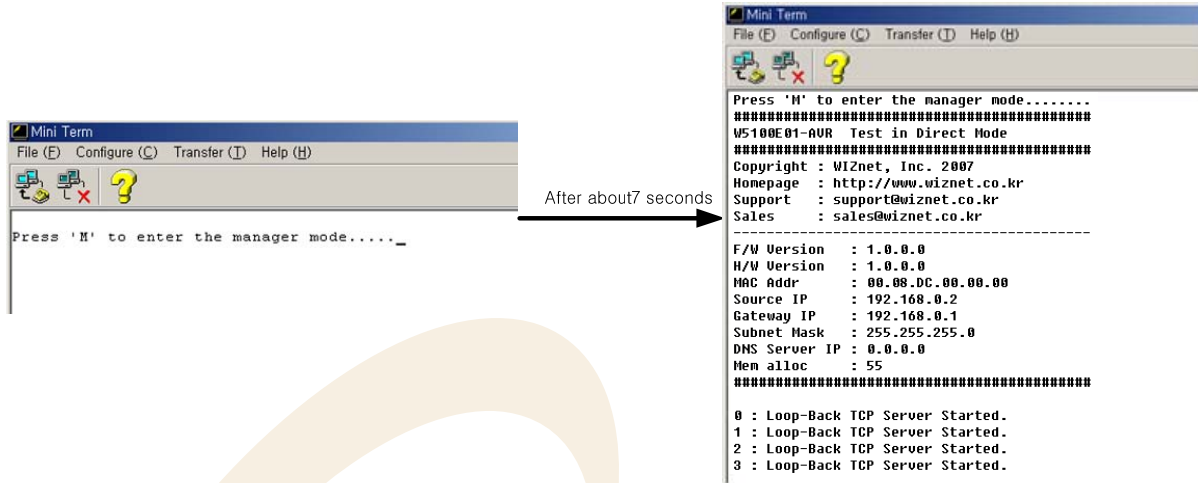 Mini Term
File (F) Configure (C) Transfer (T) Help (H)
Press 'M' to enter the manager mode....._
After about7 seconds
Mini Term
File (F) Configure (C) Transfer (T) Help (H)
Press 'M' to enter the manager mode........
###########################################
W5100E01-AVR  Test in Direct Mode
###########################################
Copyright : WIZnet, Inc. 2007
Homepage  : http://www.wiznet.co.kr
Support   : support@wiznet.co.kr
Sales     : sales@wiznet.co.kr
-------------------------------------------
F/W Version   : 1.0.0.0
H/W Version   : 1.0.0.0
MAC Addr      : 00.08.DC.00.00.00
Source IP     : 192.168.0.2
Gateway IP    : 192.168.0.1
Subnet Mask   : 255.255.255.0
DNS Server IP : 0.0.0.0
Mem alloc     : 55
###########################################
0 : Loop-Back TCP Server Started.
1 : Loop-Back TCP Server Started.
2 : Loop-Back TCP Server Started.
3 : Loop-Back TCP Server Started.